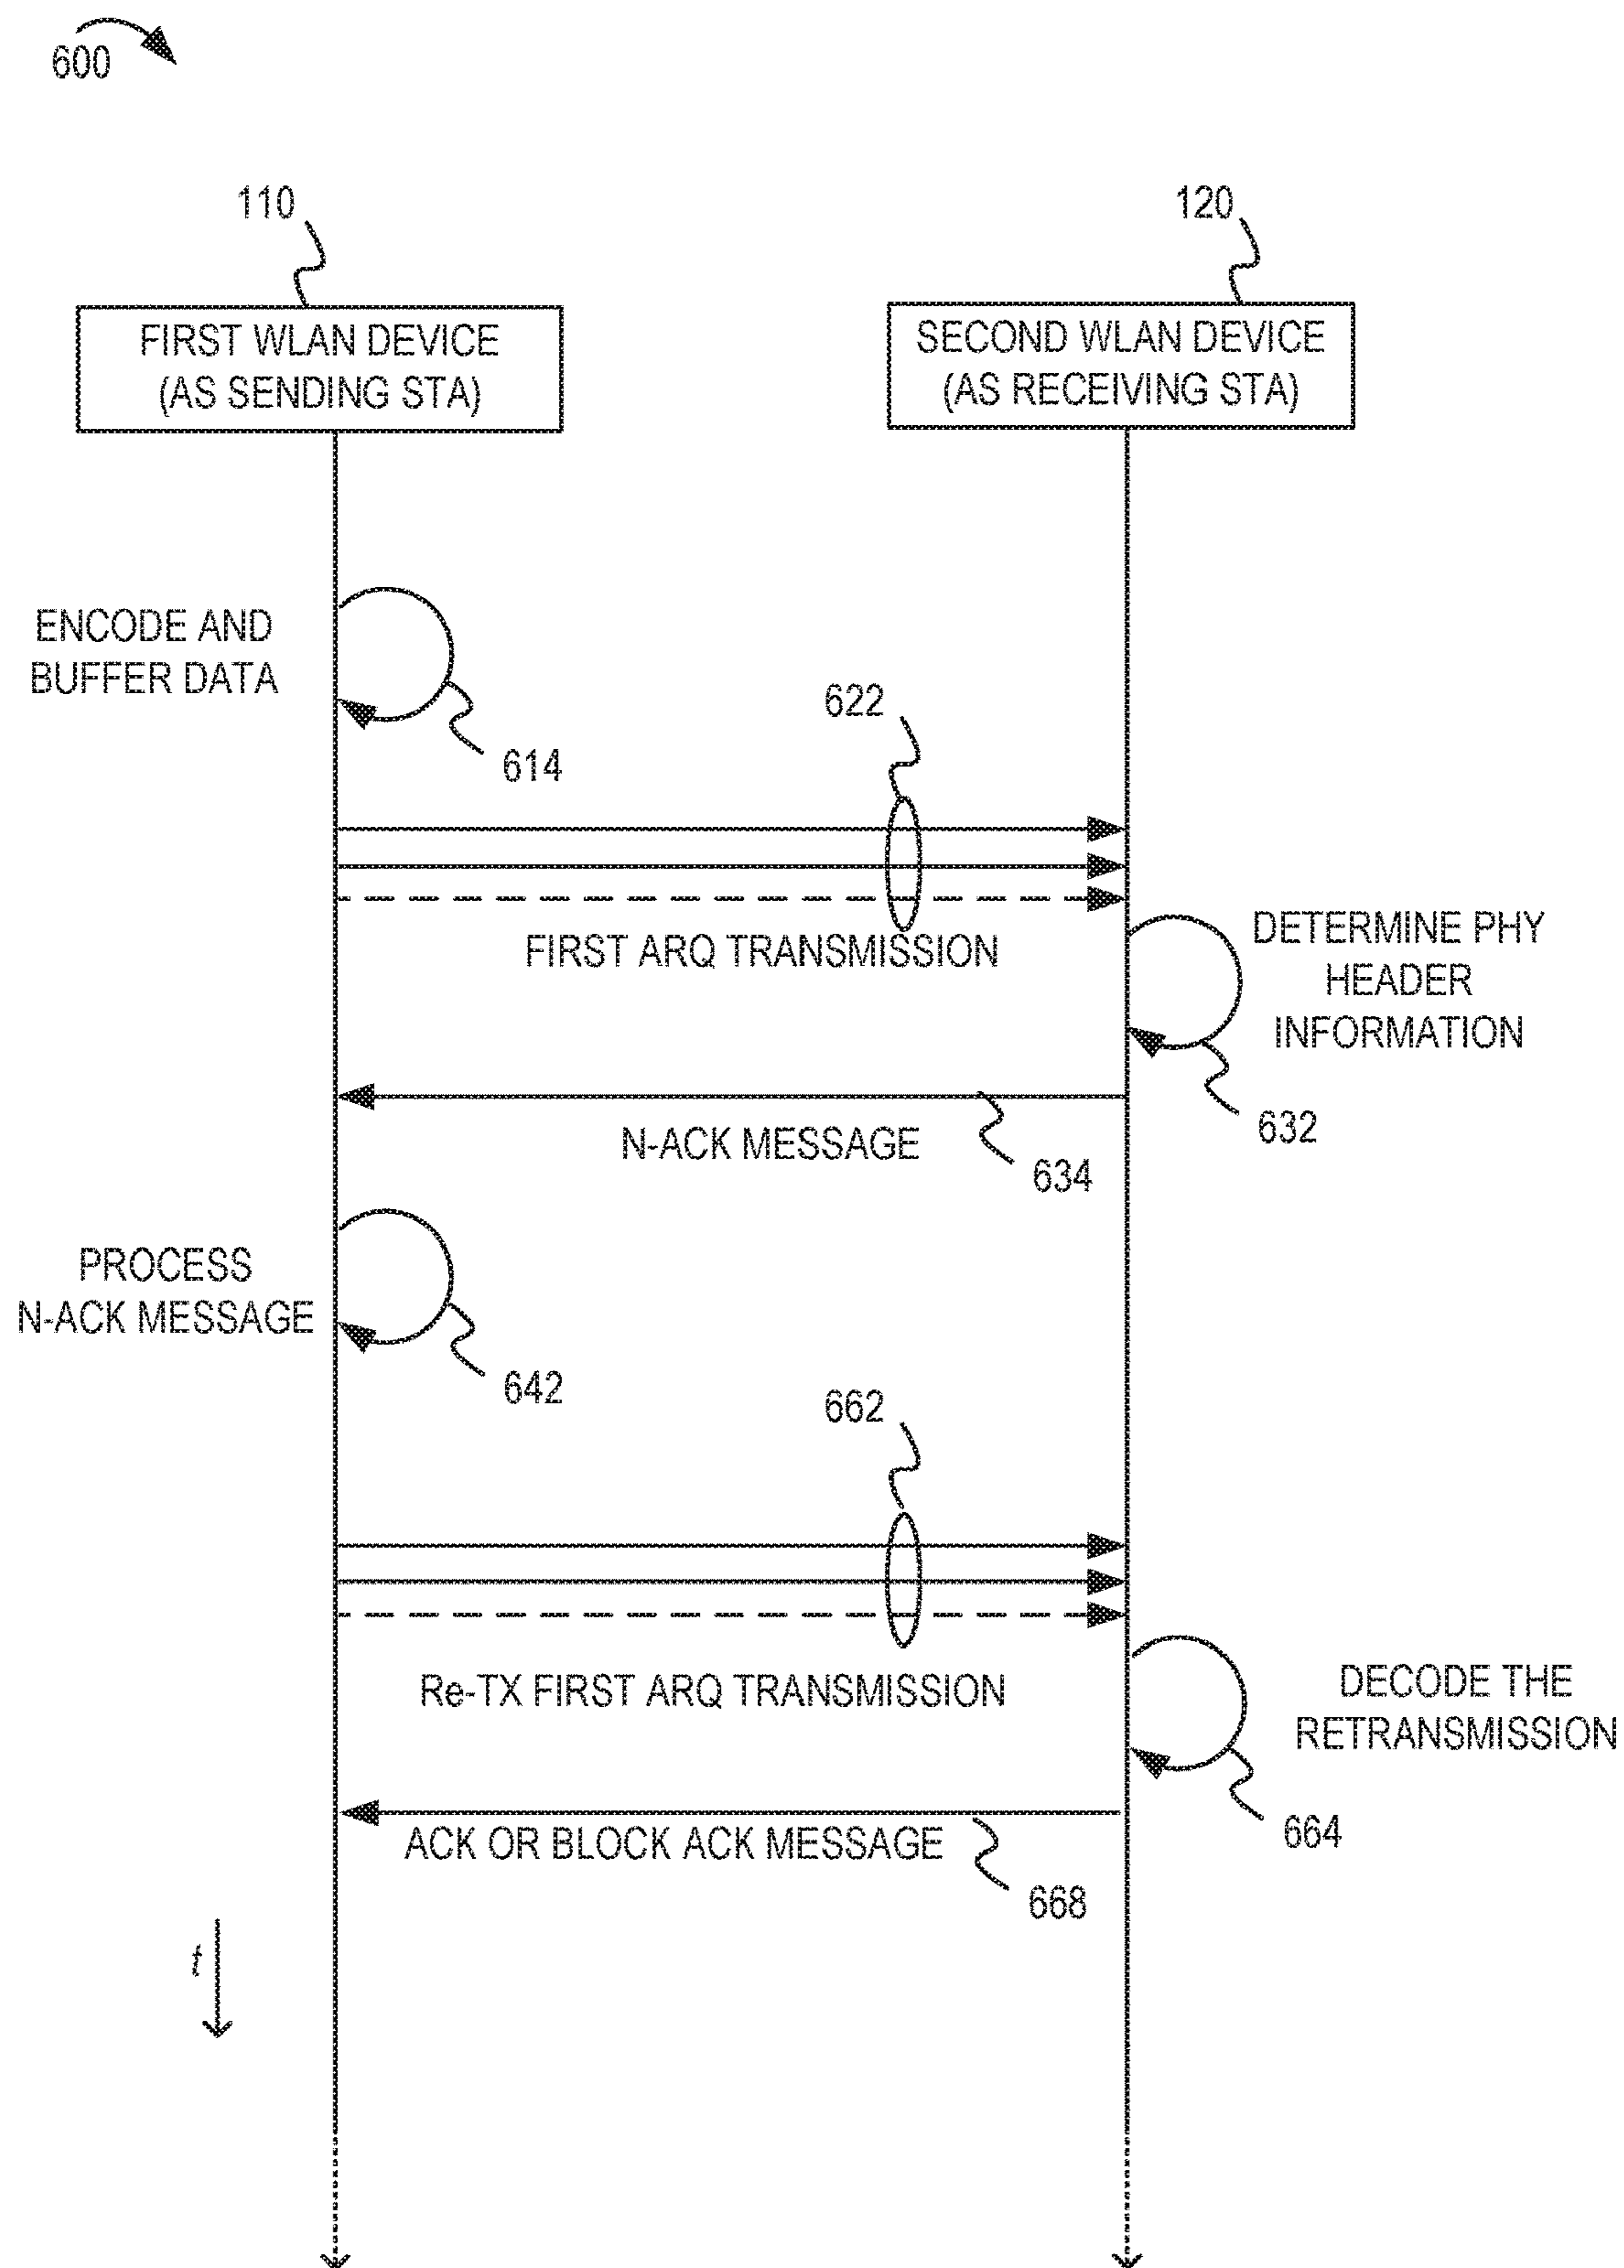 600
110
120
FIRST WLAN DEVICE
(AS SENDING STA)
SECOND WLAN DEVICE
(AS RECEIVING STA)
ENCODE AND
BUFFER DATA
614
622
FIRST ARQ TRANSMISSION
DETERMINE PHY
HEADER
INFORMATION
632
N-ACK MESSAGE
634
PROCESS
N-ACK MESSAGE
642
662
Re-TX FIRST ARQ TRANSMISSION
DECODE THE
RETRANSMISSION
664
ACK OR BLOCK ACK MESSAGE
668
t